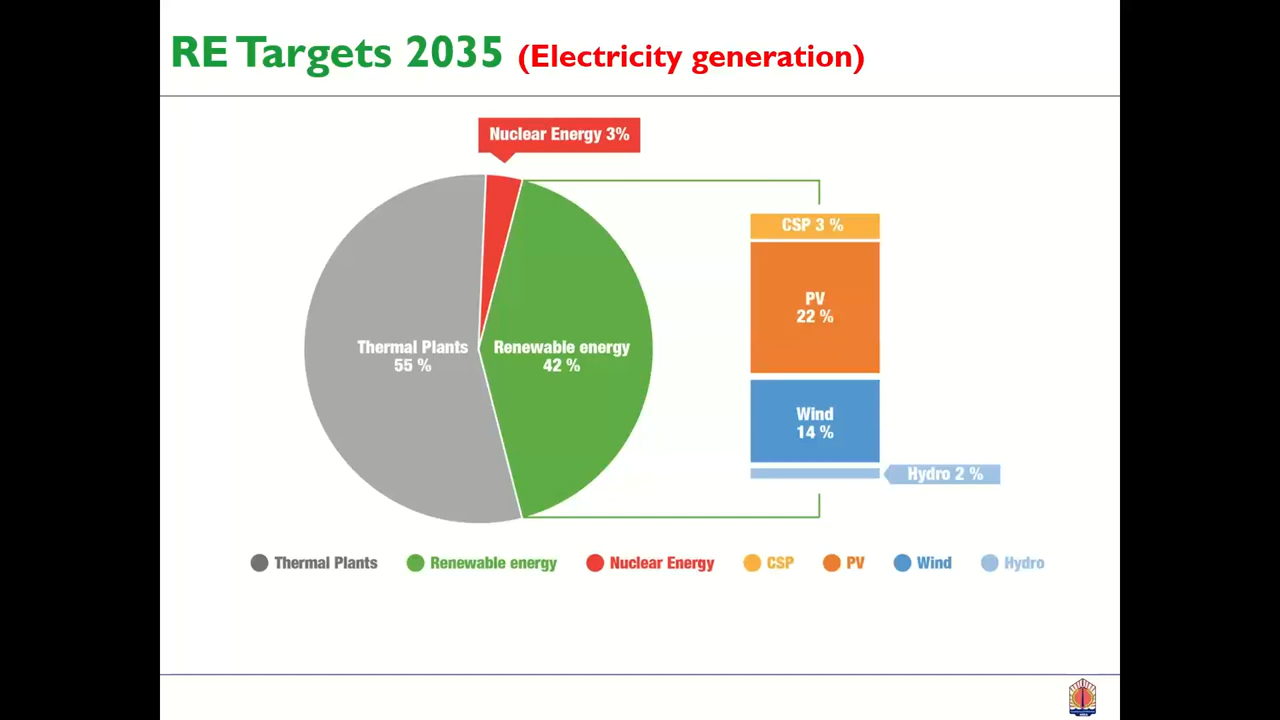 RE Targets 2035 (Electricity generation)
Nuclear Energy 3%
Thermal Plants
55 %
Renewable energy
42 %
CSP 3 %
PV
22 %
Wind
14 %
Hydro 2 %
Thermal Plants Renewable energy Nuclear Energy CSP PV Wind Hydro